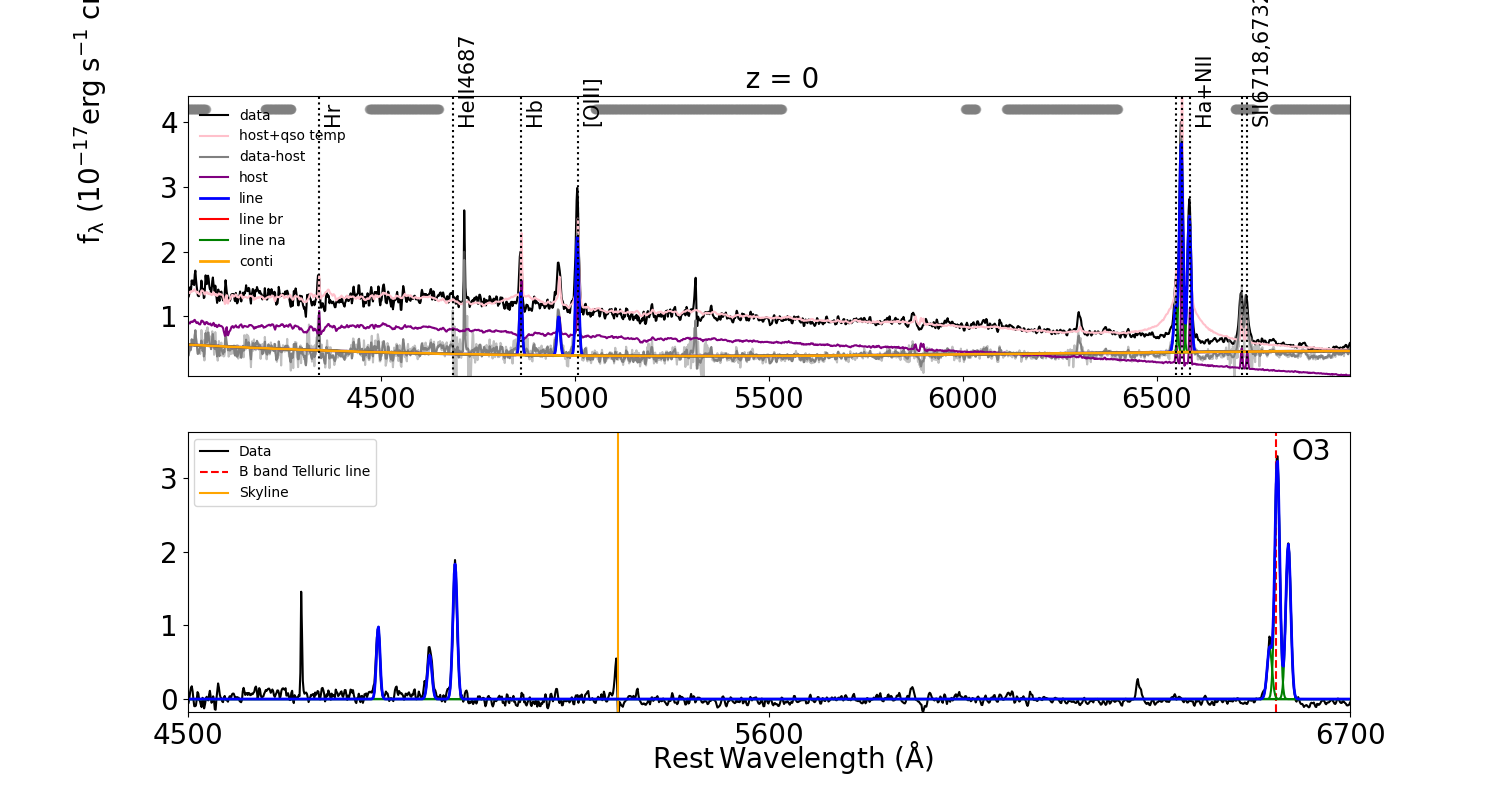 z = 0
f_λ (10^−17 erg s^−1 c
Hr
HeII4687
Hb
[OIII]
Ha+NII
SII6718,6732
data
host+qso temp
data-host
host
line
line br
line na
conti
4
3
2
1
4500 5000 5500 6000 6500
O3
Data
B band Telluric line
Skyline
3
2
1
0
4500 5600 6700
Rest Wavelength (Å)